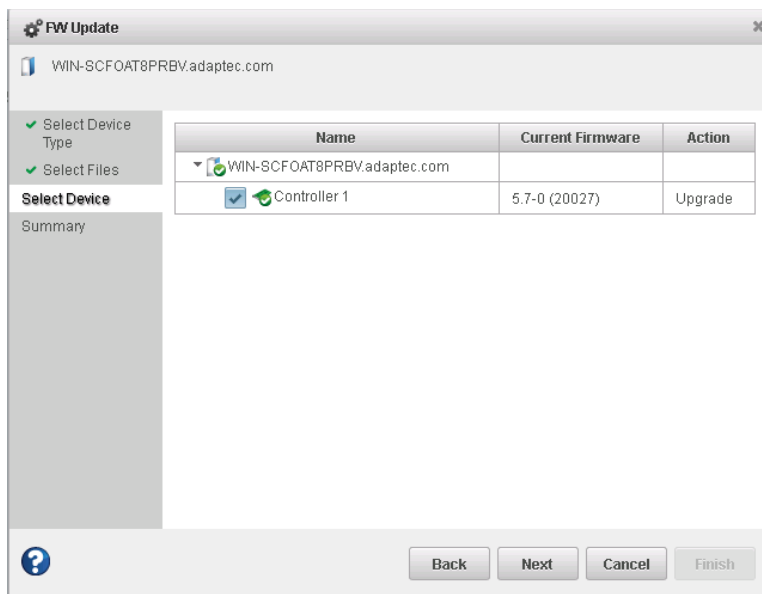 FW Update
WIN-SCFOAT8PRBV.adaptec.com
Select Device
Type
Select Files
Select Device
Summary
Name Current Firmware Action
WIN-SCFOAT8PRBV.adaptec.com
Controller 1 5.7-0 (20027) Upgrade
Back Next Cancel Finish